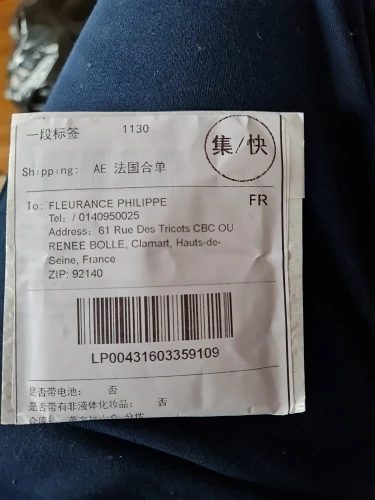 一段标签 1130
集/快
Shipping: AE 法国合单
To: FLEURANCE PHILIPPE FR
Tel: / 0140950025
Address: 61 Rue Des Tricots CBC OU
RENEE BOLLE, Clamart, Hauts-de-
Seine, France
ZIP: 92140
LP00431603359109
是否带电池: 否
是否带有非液体化妆品: 否